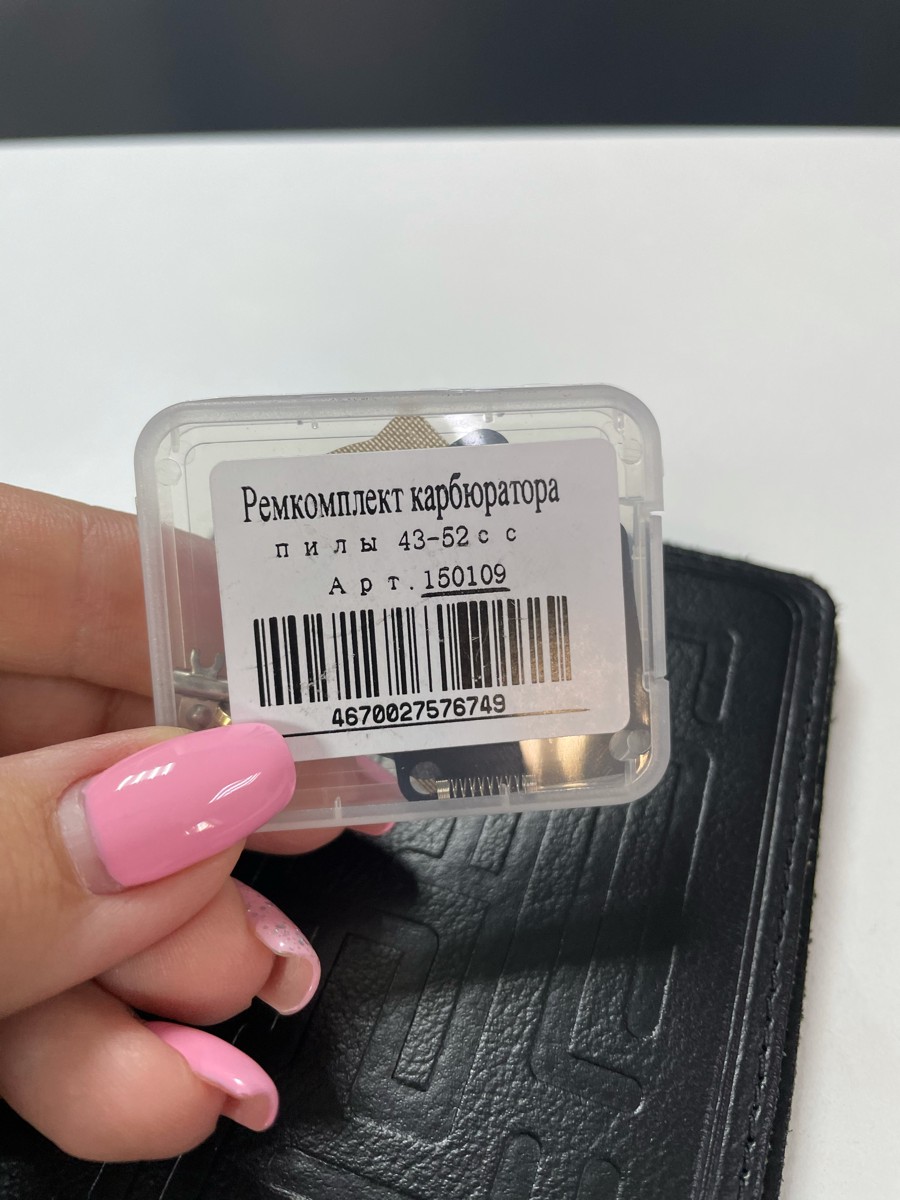 Ремкомплект карбюратора
пилы 43-52сс
Арт.150109
4670027576749